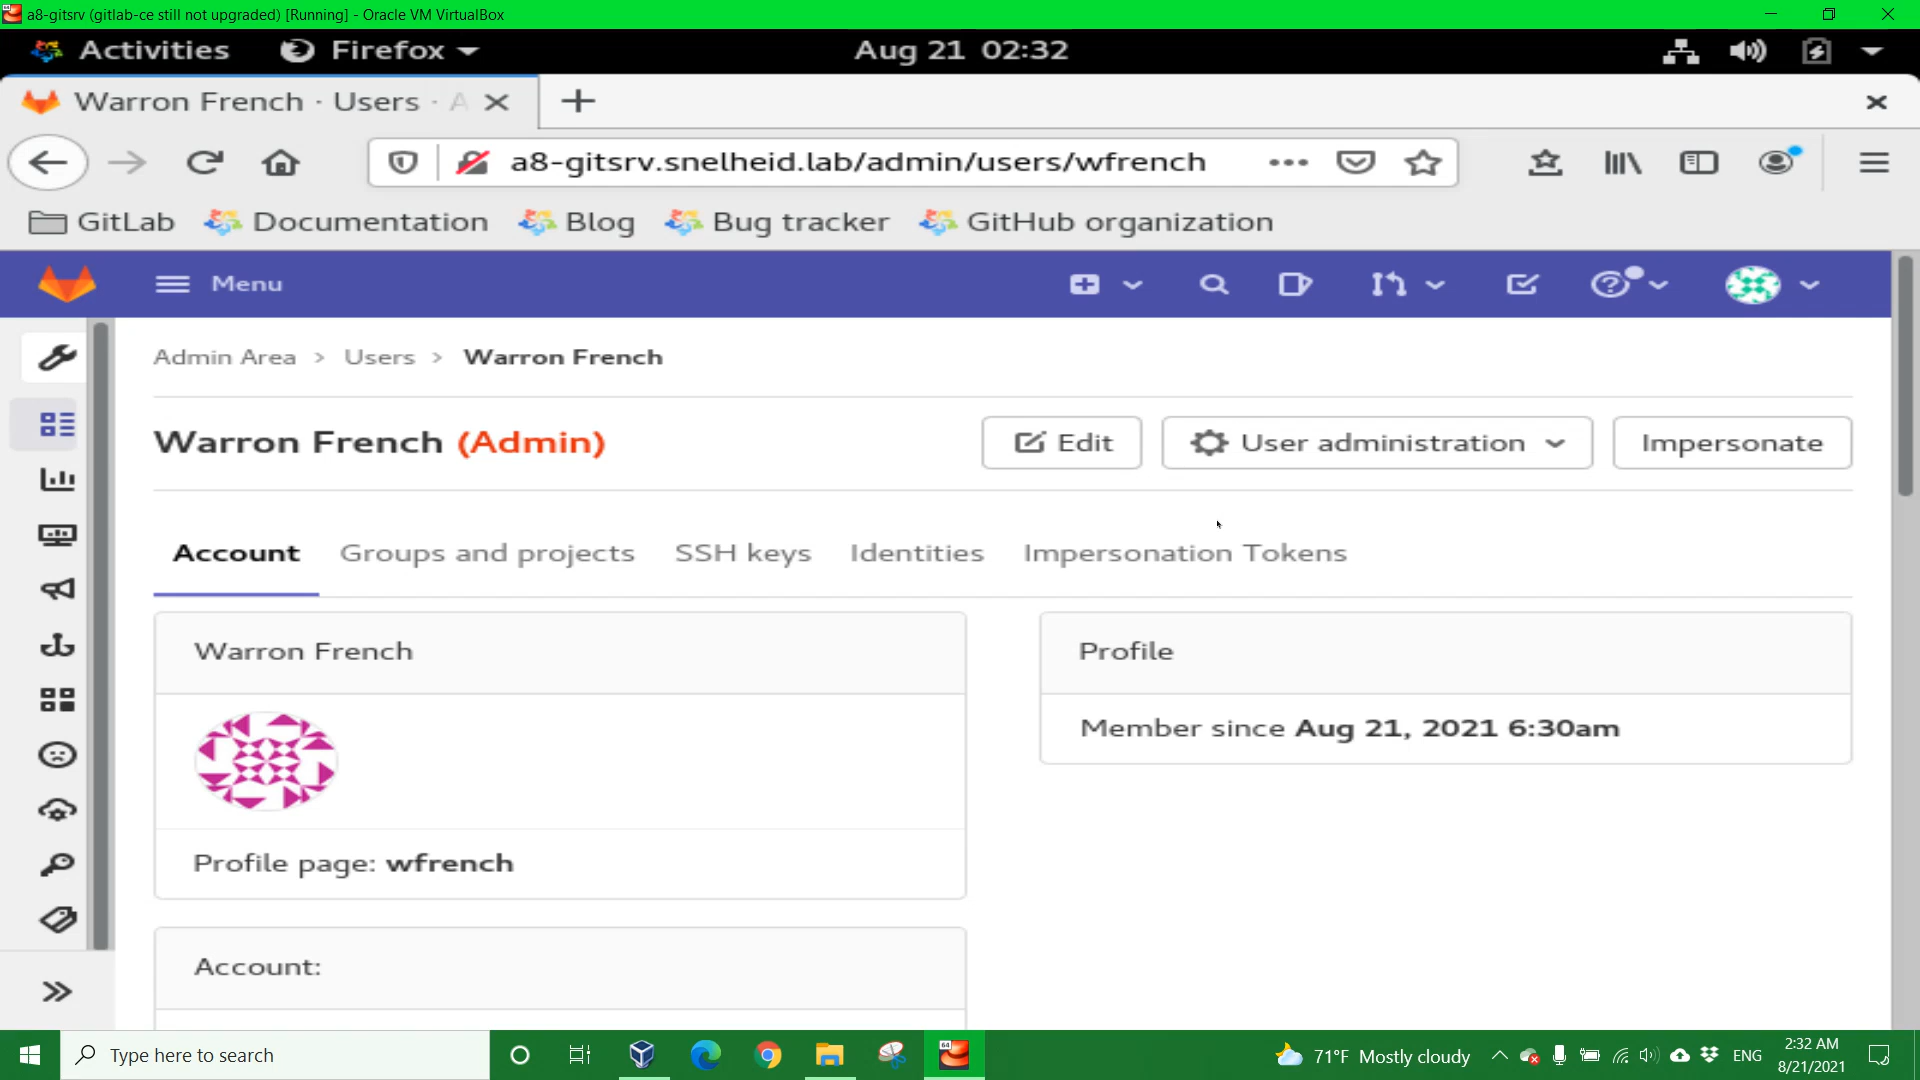 a8-gitsrv (gitlab-ce still not upgraded) [Running] - Oracle VM VirtualBox
Activities Firefox Aug 21 02:32
Warron French · Users · A
a8-gitsrv.snelheid.lab/admin/users/wfrench
GitLab Documentation Blog Bug tracker GitHub organization
Menu
Admin Area > Users > Warron French
Warron French (Admin) Edit User administration Impersonate
Account Groups and projects SSH keys Identities Impersonation Tokens
Warron French Profile
Member since Aug 21, 2021 6:30am
Profile page: wfrench
Account:
Type here to search 71°F Mostly cloudy ENG 2:32 AM
8/21/2021